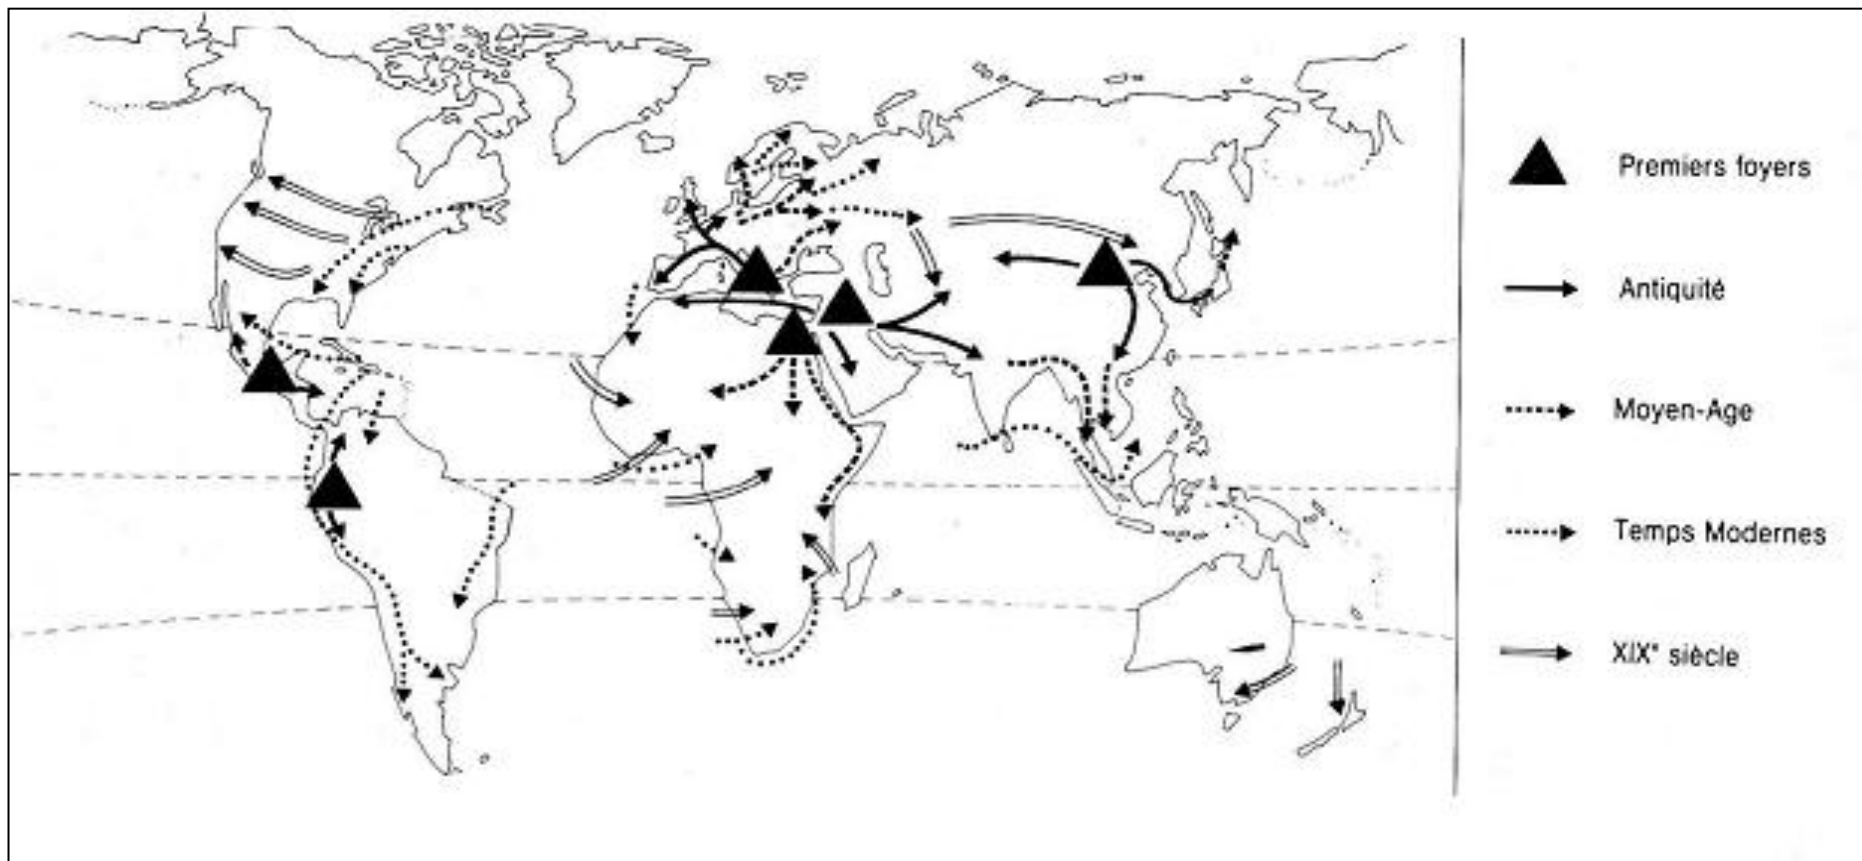 Premiers foyers
Antiquité
Moyen-Age
Temps Modernes
XIXe siècle